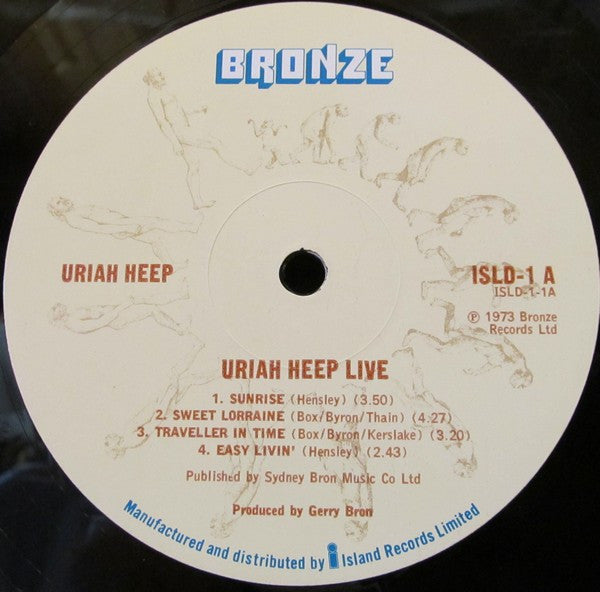 BRONZE
URIAH HEEP
ISLD-1 A
ISLD-1-1A
℗ 1973 Bronze
Records Ltd
URIAH HEEP LIVE
1. SUNRISE (Hensley) (3.50)
2. SWEET LORRAINE (Box/Byron/Thain) (4.27)
3. TRAVELLER IN TIME (Box/Byron/Kerslake) (3.20)
4. EASY LIVIN' (Hensley) (2.43)
Published by Sydney Bron Music Co Ltd
Produced by Gerry Bron
Manufactured and distributed by i Island Records Limited